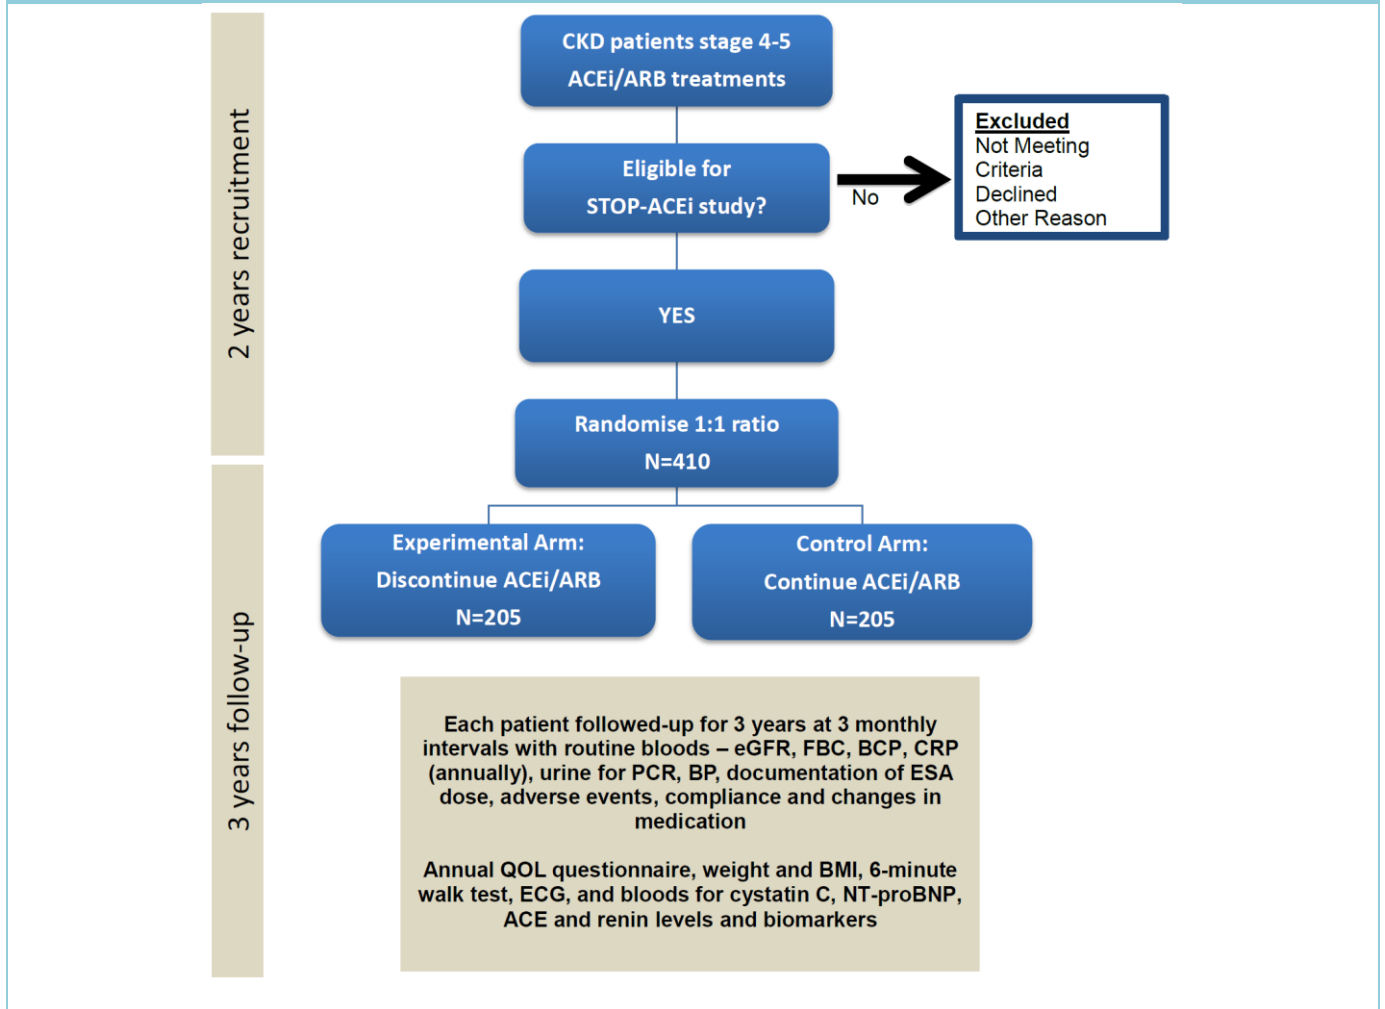 2 years recruitment
CKD patients stage 4-5
ACEi/ARB treatments
Eligible for
STOP-ACEi study?
No
Excluded
Not Meeting
Criteria
Declined
Other Reason
YES
Randomise 1:1 ratio
N=410
3 years follow-up
Experimental Arm:
Discontinue ACEi/ARB
N=205
Control Arm:
Continue ACEi/ARB
N=205
Each patient followed-up for 3 years at 3 monthly
intervals with routine bloods – eGFR, FBC, BCP, CRP
(annually), urine for PCR, BP, documentation of ESA
dose, adverse events, compliance and changes in
medication
Annual QOL questionnaire, weight and BMI, 6-minute
walk test, ECG, and bloods for cystatin C, NT-proBNP,
ACE and renin levels and biomarkers